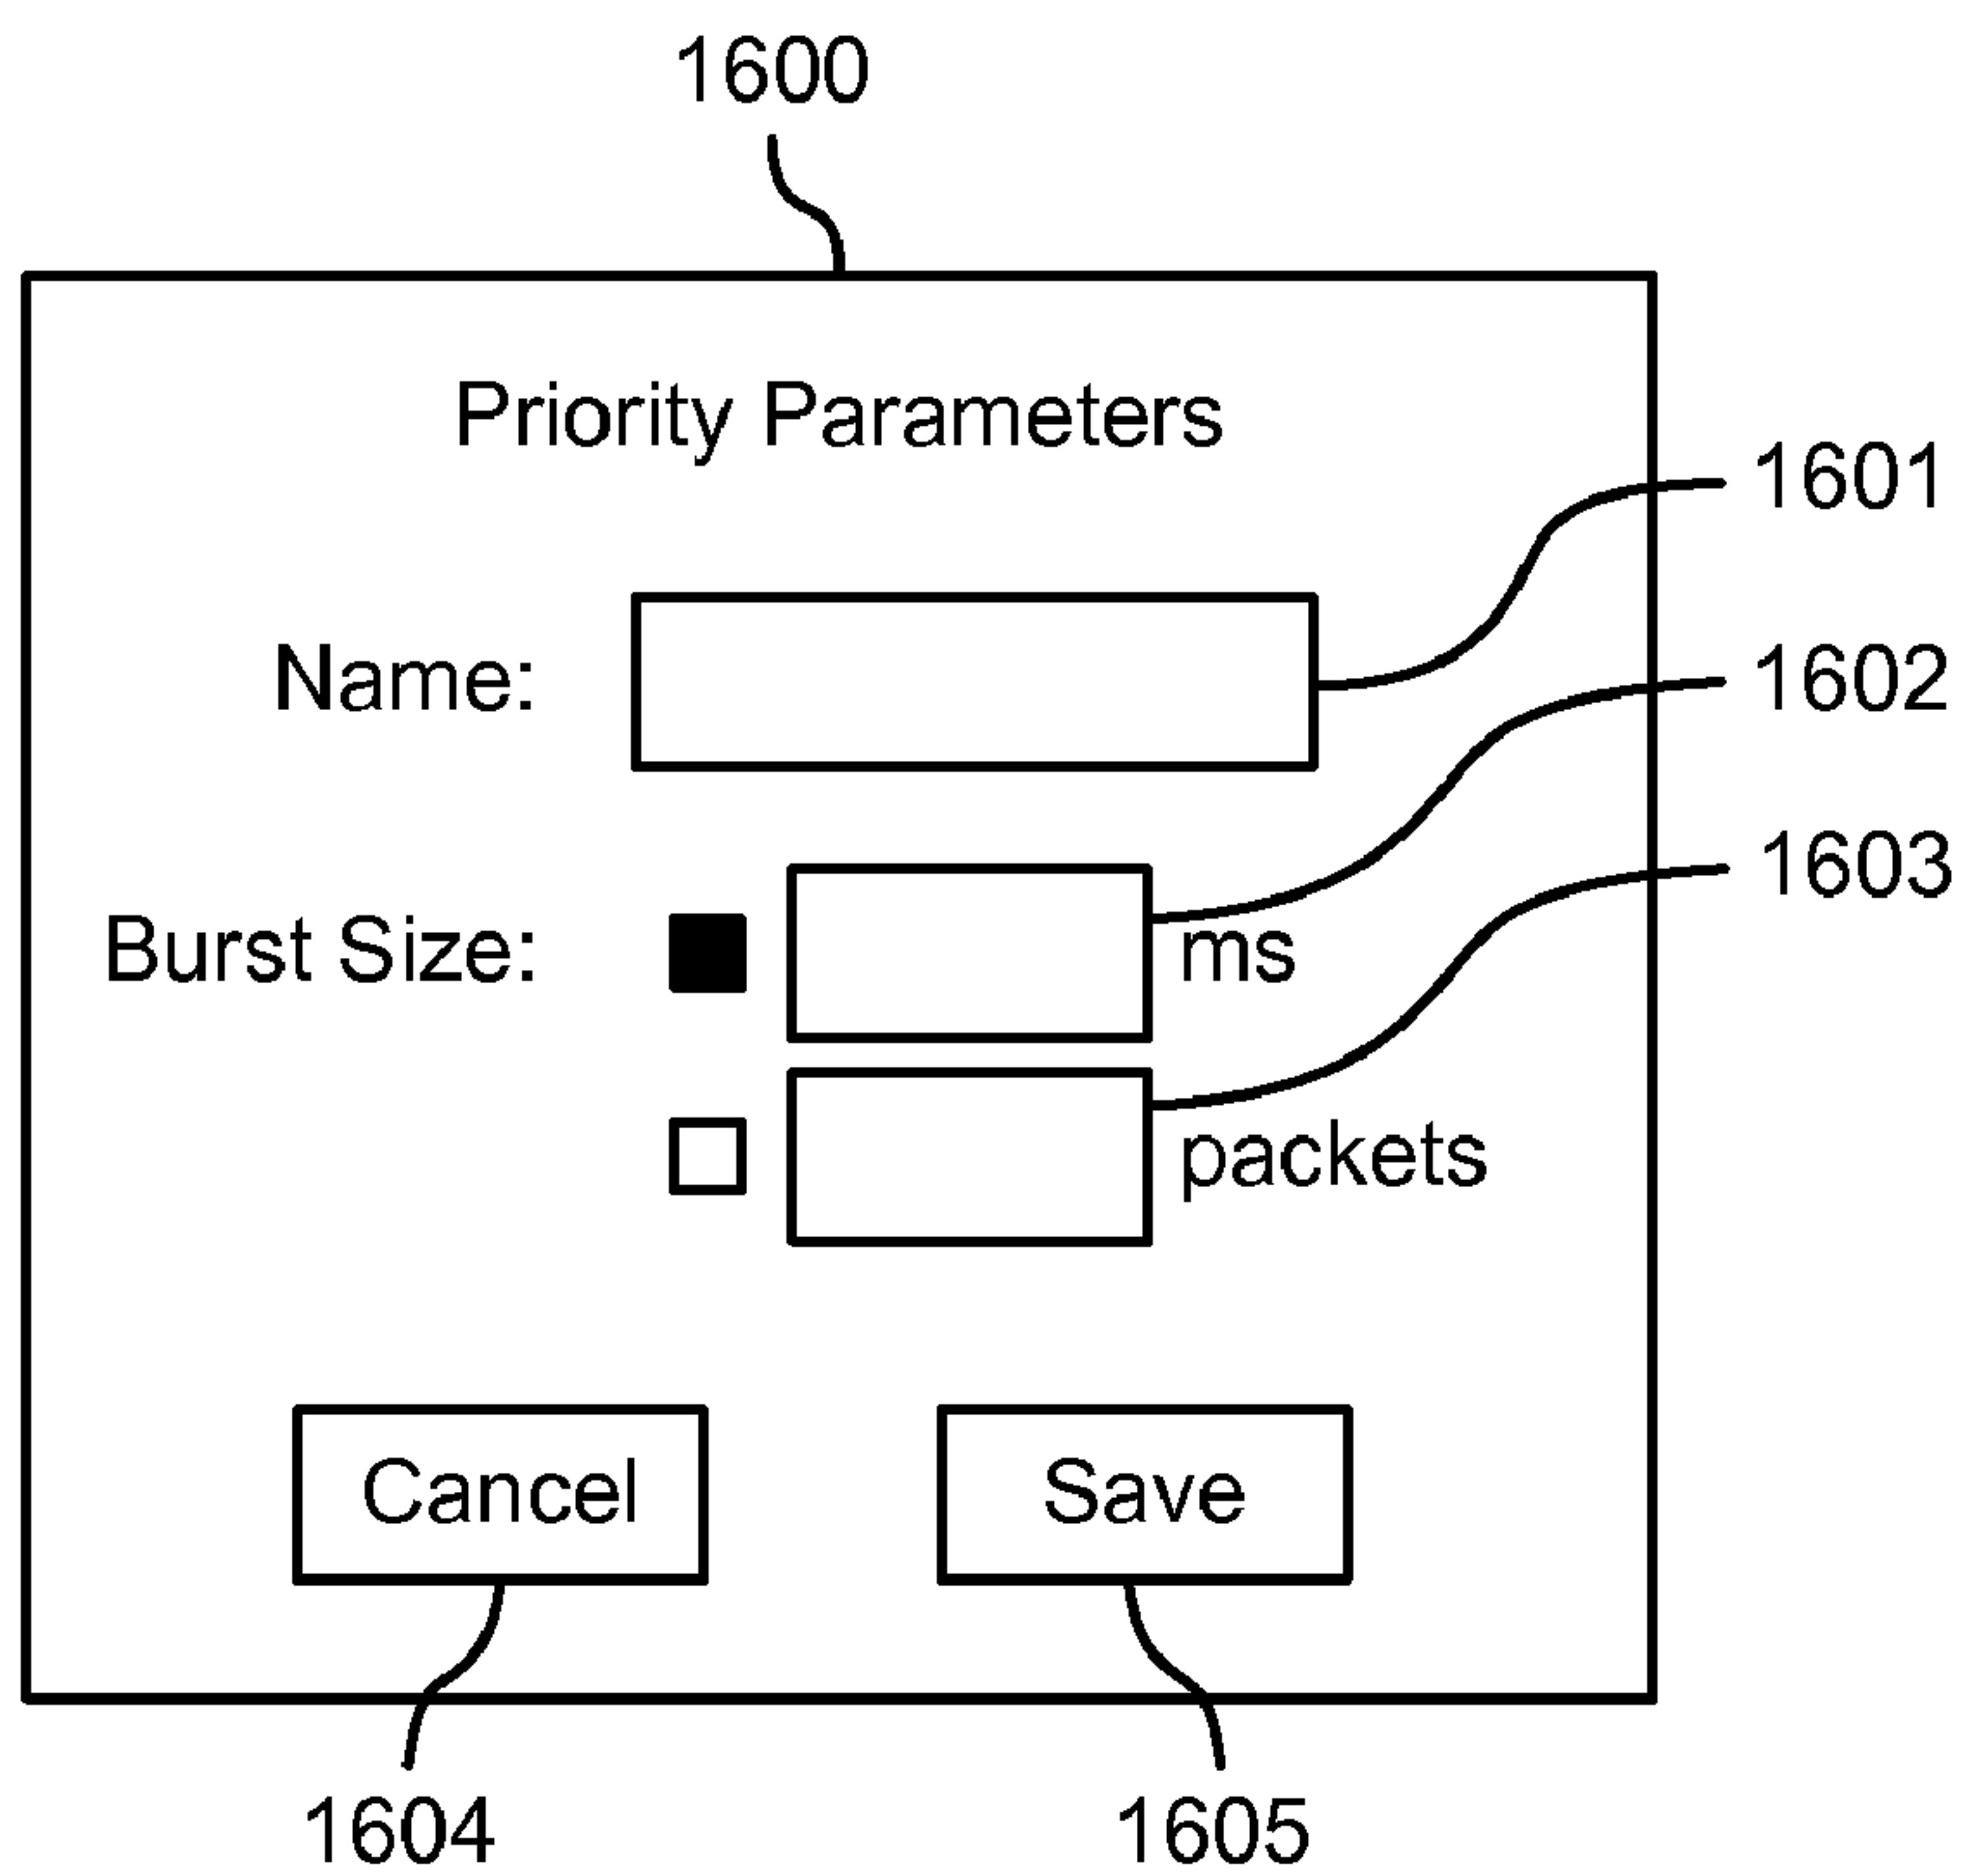 1600
Priority Parameters
1601
Name:
1602
1603
Burst Size: ms
packets
Cancel Save
1604 1605